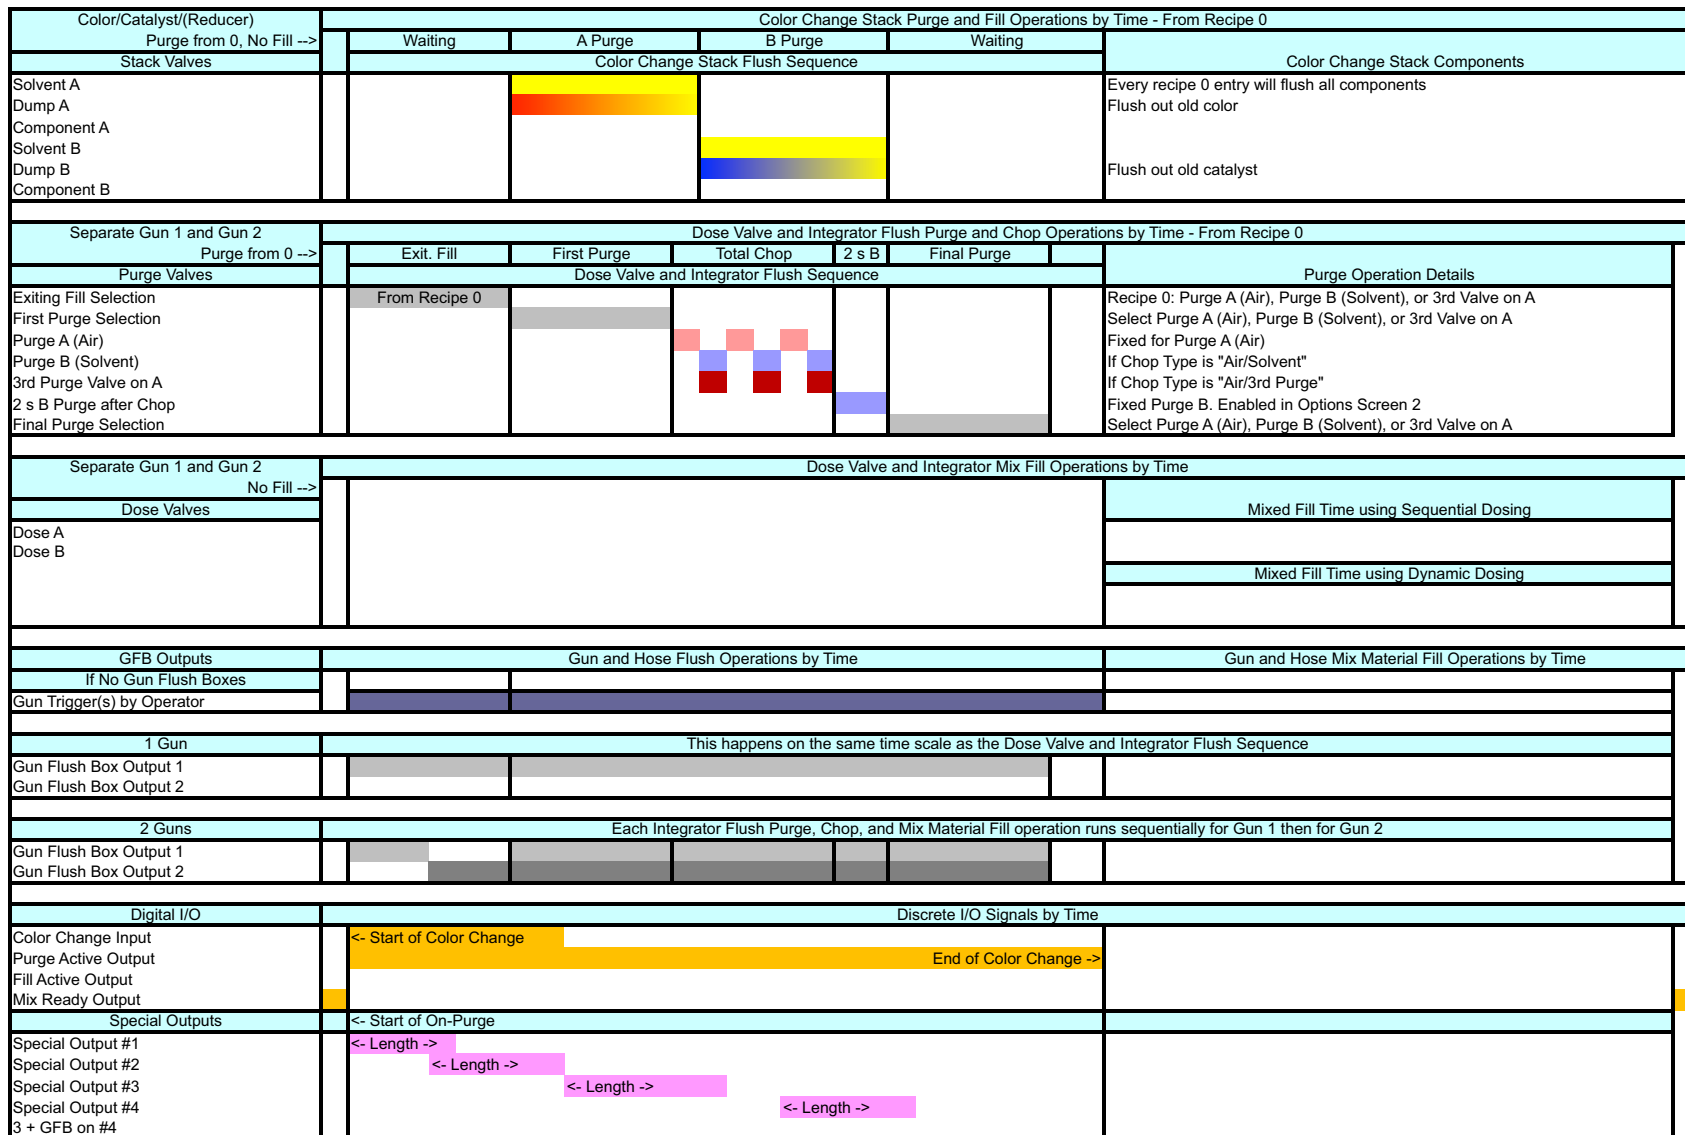 Color/Catalyst/(Reducer)
Color Change Stack Purge and Fill Operations by Time - From Recipe 0
Purge from 0, No Fill -->
Waiting
A Purge
B Purge
Waiting
Stack Valves
Color Change Stack Flush Sequence
Color Change Stack Components
Solvent A
Every recipe 0 entry will flush all components
Dump A
Flush out old color
Component A
Solvent B
Dump B
Flush out old catalyst
Component B
Separate Gun 1 and Gun 2
Dose Valve and Integrator Flush Purge and Chop Operations by Time - From Recipe 0
Purge from 0 -->
Exit. Fill
First Purge
Total Chop
2 s B
Final Purge
Purge Valves
Dose Valve and Integrator Flush Sequence
Purge Operation Details
Exiting Fill Selection
From Recipe 0
Recipe 0: Purge A (Air), Purge B (Solvent), or 3rd Valve on A
First Purge Selection
Select Purge A (Air), Purge B (Solvent), or 3rd Valve on A
Purge A (Air)
Fixed for Purge A (Air)
Purge B (Solvent)
If Chop Type is "Air/Solvent"
3rd Purge Valve on A
If Chop Type is "Air/3rd Purge"
2 s B Purge after Chop
Fixed Purge B. Enabled in Options Screen 2
Final Purge Selection
Select Purge A (Air), Purge B (Solvent), or 3rd Valve on A
Separate Gun 1 and Gun 2
Dose Valve and Integrator Mix Fill Operations by Time
No Fill -->
Dose Valves
Mixed Fill Time using Sequential Dosing
Dose A
Dose B
Mixed Fill Time using Dynamic Dosing
GFB Outputs
Gun and Hose Flush Operations by Time
Gun and Hose Mix Material Fill Operations by Time
If No Gun Flush Boxes
Gun Trigger(s) by Operator
1 Gun
This happens on the same time scale as the Dose Valve and Integrator Flush Sequence
Gun Flush Box Output 1
Gun Flush Box Output 2
2 Guns
Each Integrator Flush Purge, Chop, and Mix Material Fill operation runs sequentially for Gun 1 then for Gun 2
Gun Flush Box Output 1
Gun Flush Box Output 2
Digital I/O
Discrete I/O Signals by Time
Color Change Input
<- Start of Color Change
Purge Active Output
End of Color Change ->
Fill Active Output
Mix Ready Output
Special Outputs
<- Start of On-Purge
Special Output #1
<- Length ->
Special Output #2
<- Length ->
Special Output #3
<- Length ->
Special Output #4
<- Length ->
3 + GFB on #4